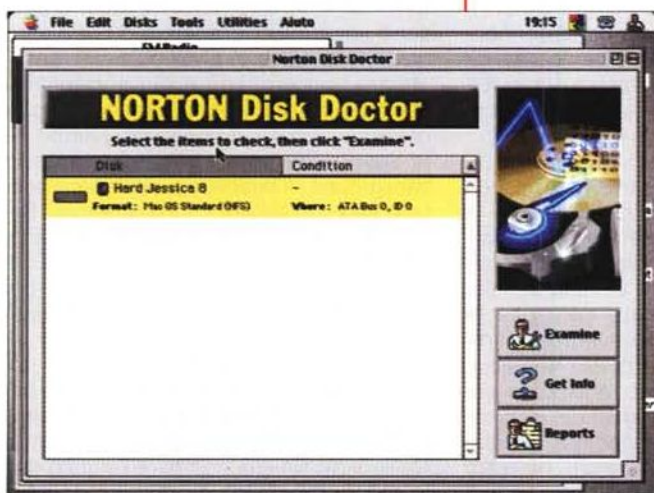 File Edit Disks Tools Utilities Aiuto 19:15
FM Radio
Norton Disk Doctor
NORTON Disk Doctor
Select the items to check, then click "Examine".
Disk Condition
Hard Jessica 8 -
Format: Mac OS Standard (HFS) Where: ATA Bus 0, ID 0
Examine
Get Info
Reports